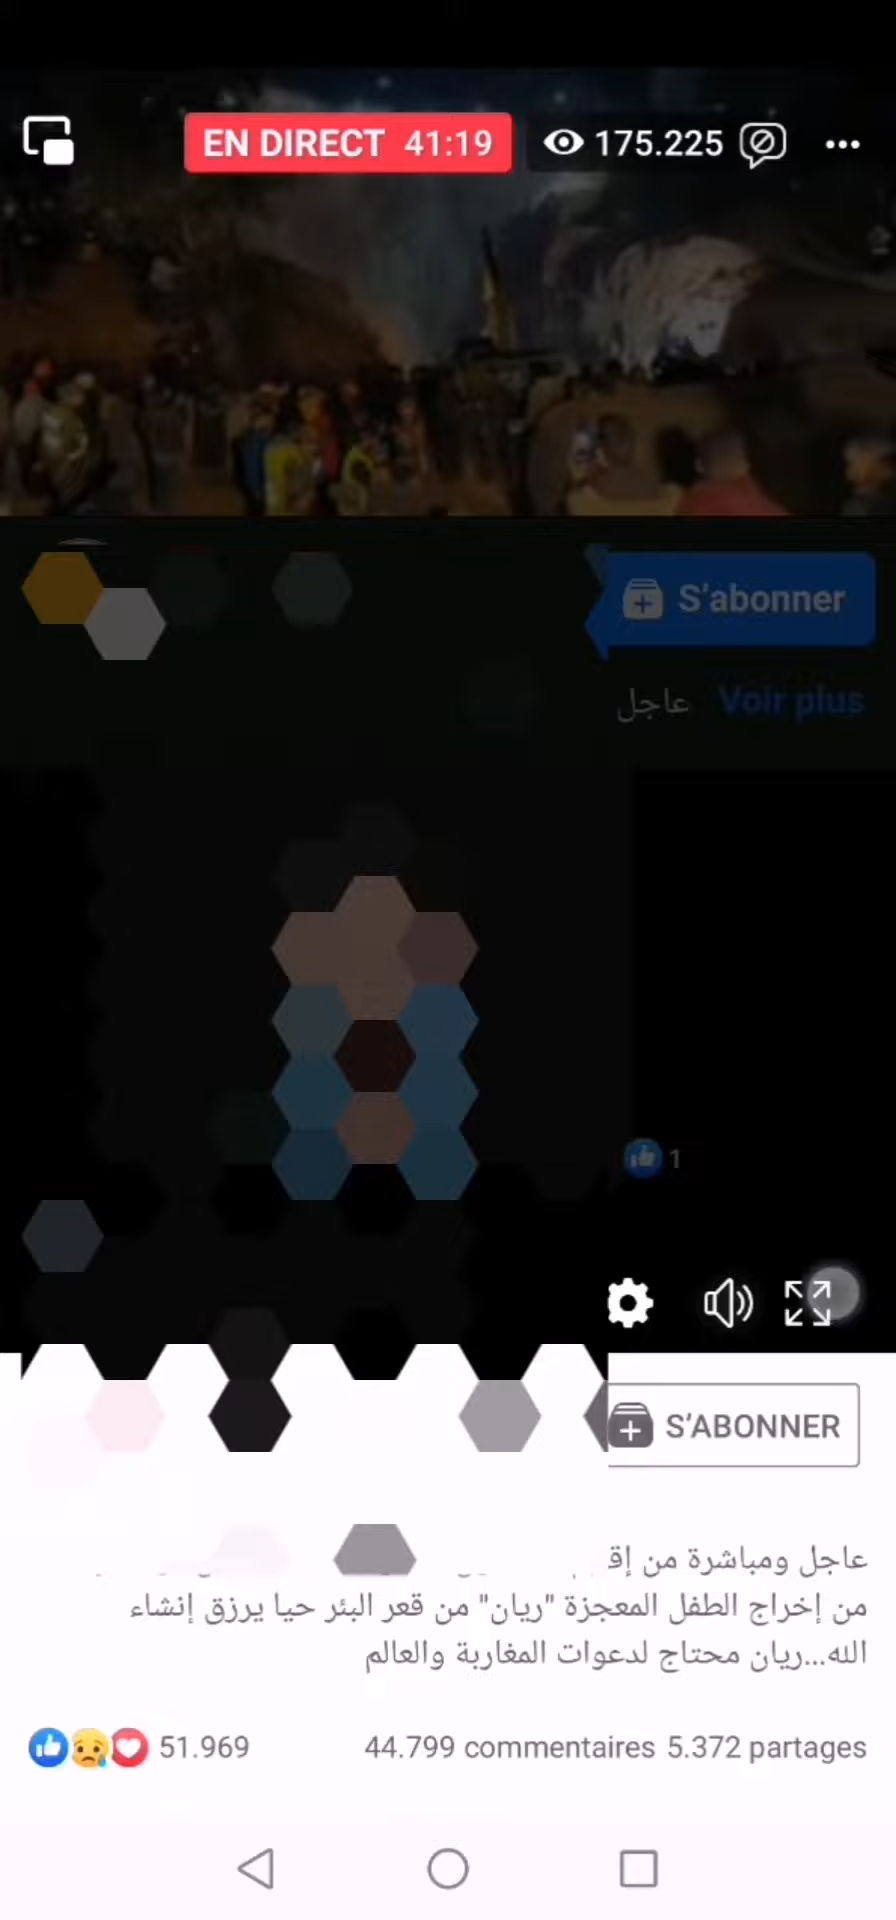 EN DIRECT 41:19 175.225
S'abonner
عاجل Voir plus
1
S'ABONNER
عاجل ومباشرة من
من إخراج الطفل المعجزة "ريان" من قعر البئر حيا يرزق إنشاء
الله...ريان محتاج لدعوات المغاربة والعالم
51.969 44.799 commentaires 5.372 partages